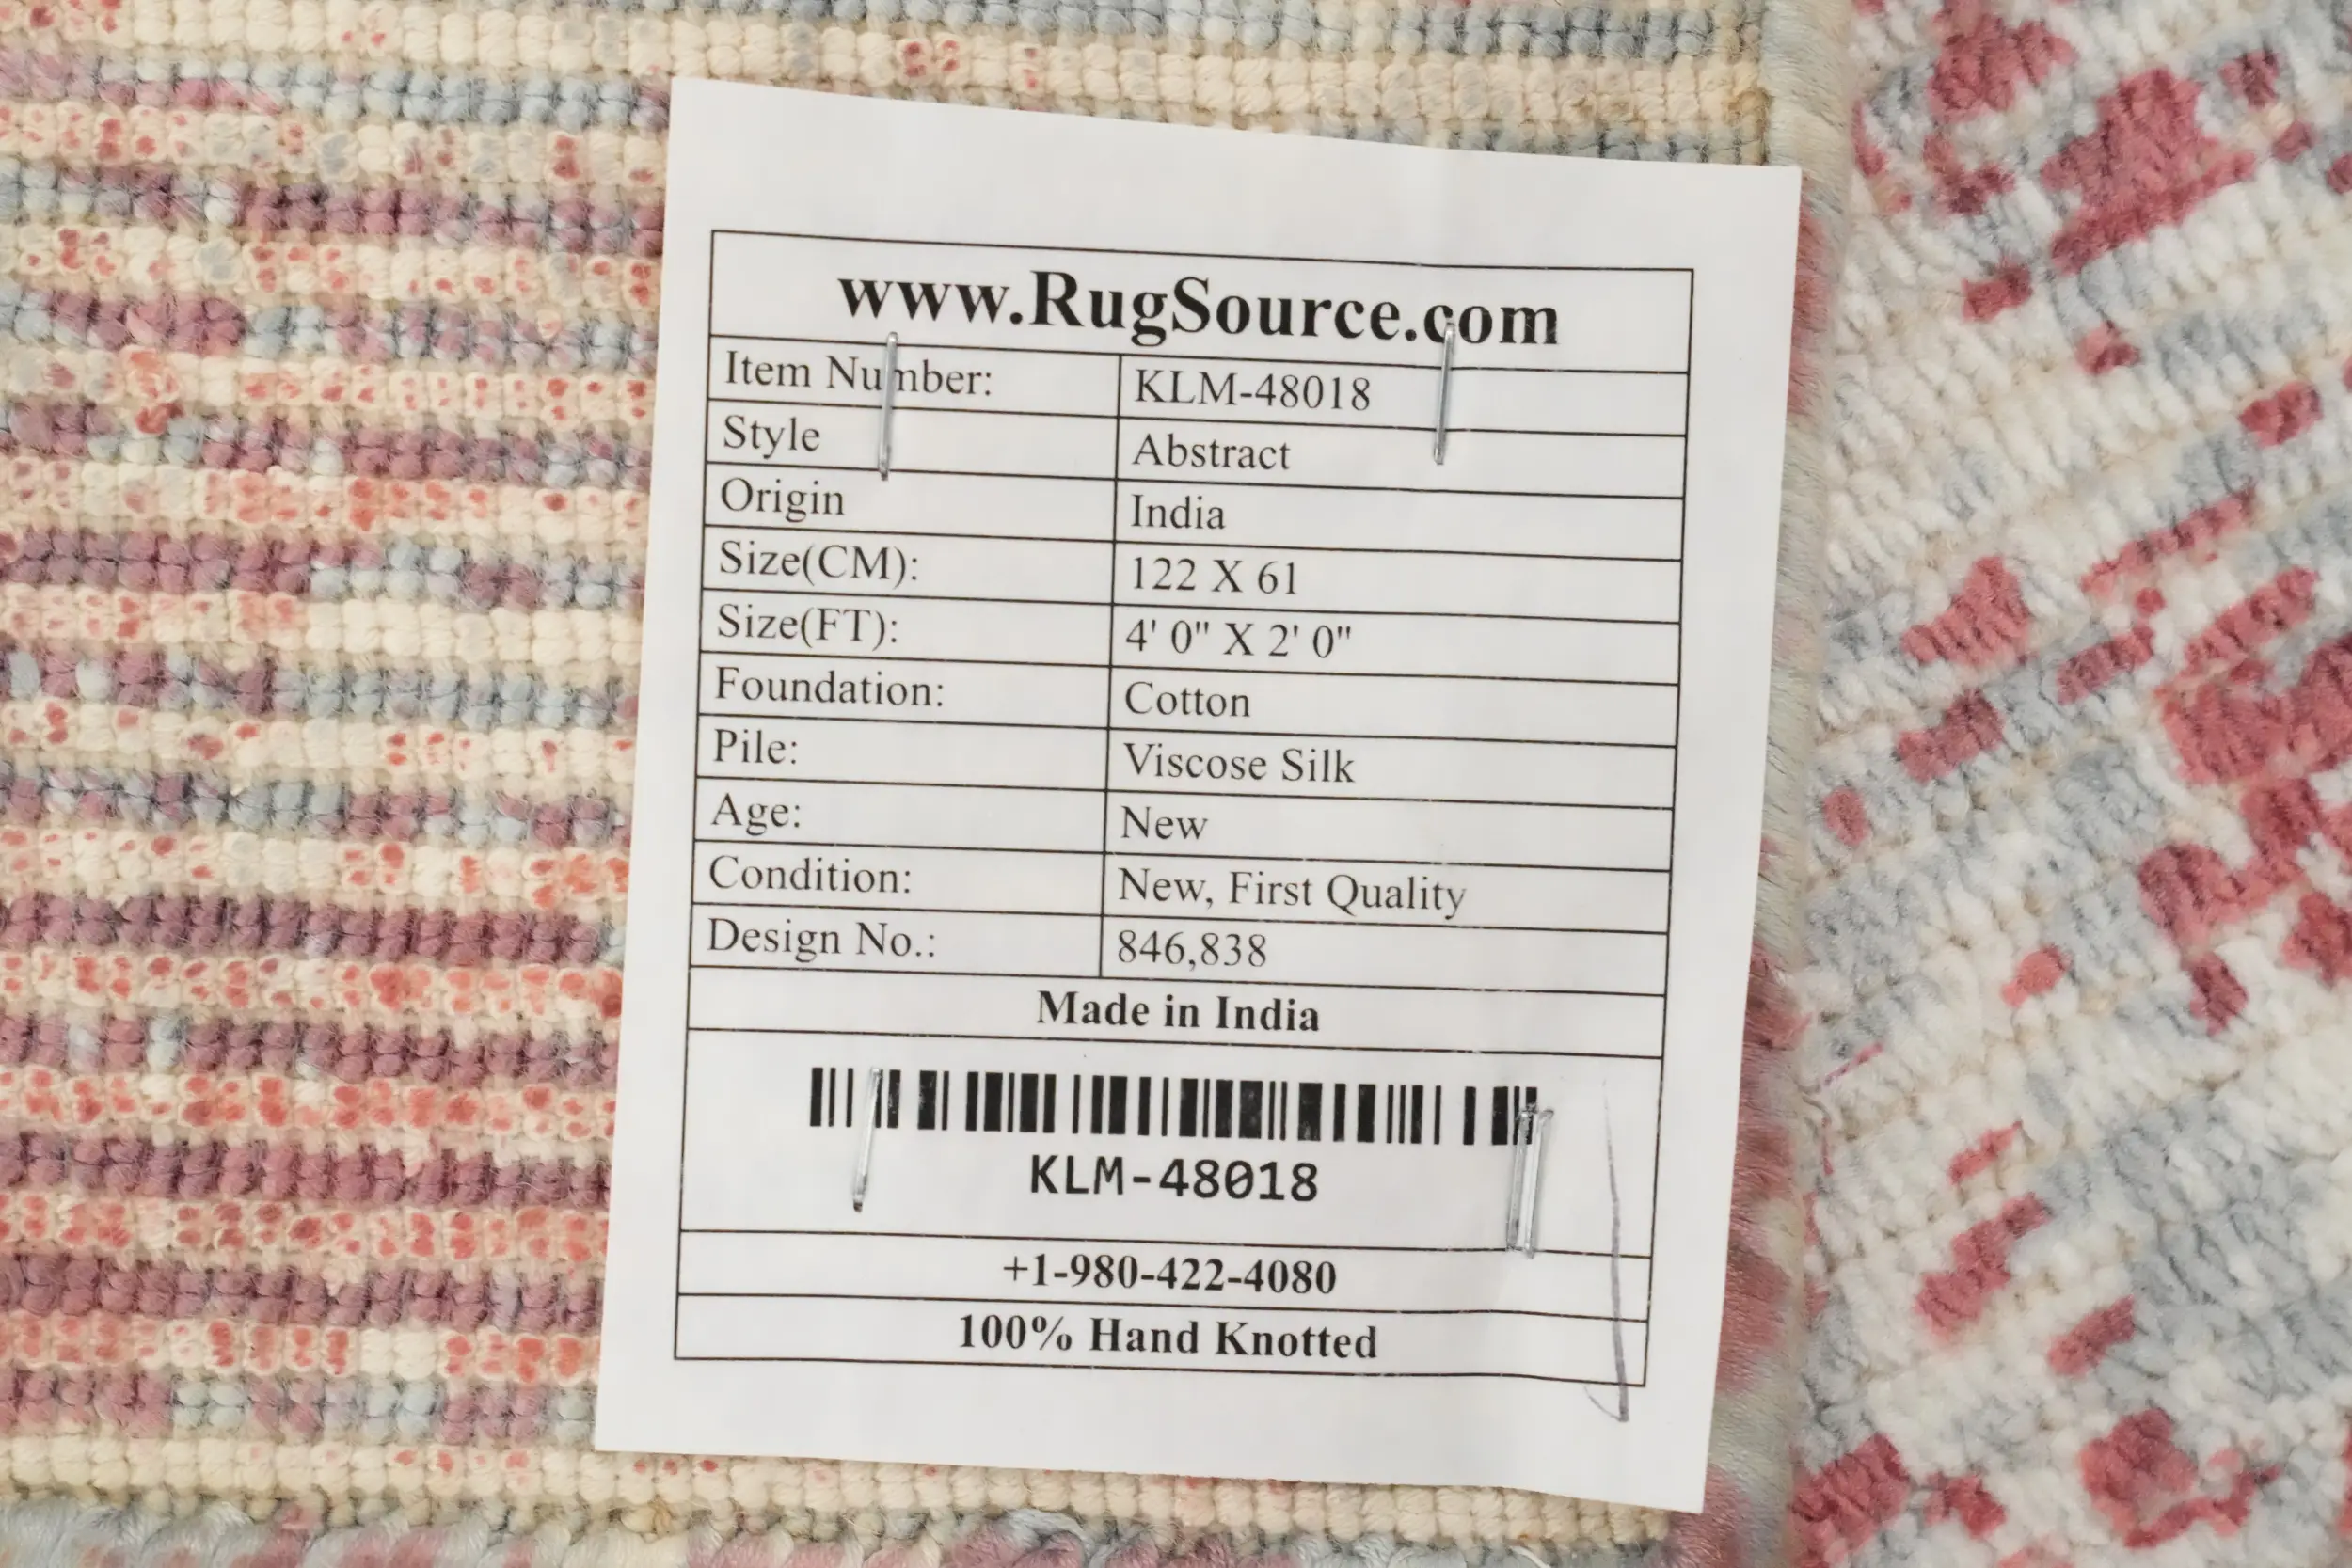 www.RugSource.com
Item Number: KLM-48018
Style Abstract
Origin India
Size(CM): 122 X 61
Size(FT): 4' 0" X 2' 0"
Foundation: Cotton
Pile: Viscose Silk
Age: New
Condition: New, First Quality
Design No.: 846,838
Made in India
KLM-48018
+1-980-422-4080
100% Hand Knotted